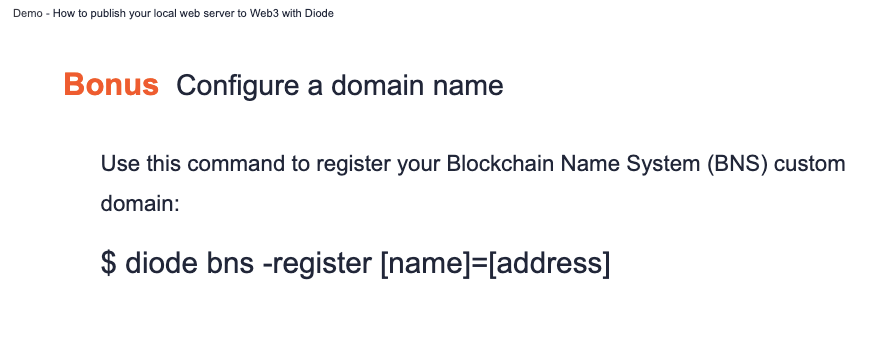 Demo - How to publish your local web server to Web3 with Diode
Bonus Configure a domain name
Use this command to register your Blockchain Name System (BNS) custom
domain:
$ diode bns -register [name]=[address]